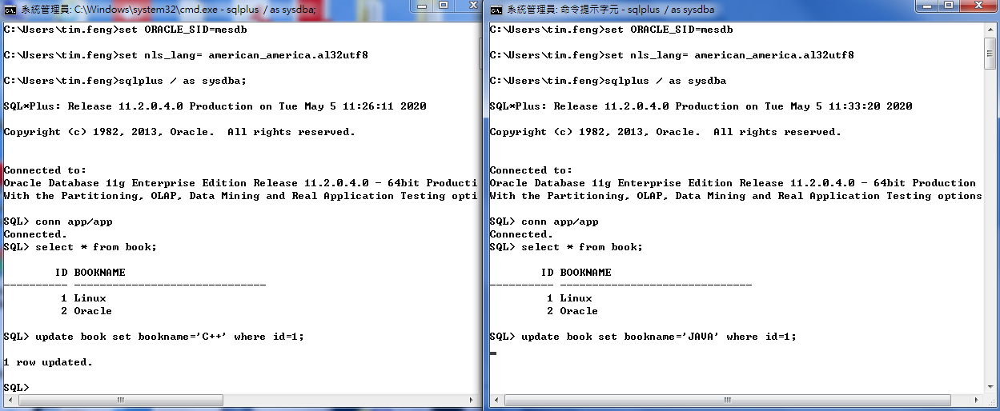 系統管理員: C:\Windows\system32\cmd.exe - sqlplus / as sysdba;
C:\Users\tim.feng>set ORACLE_SID=mesdb
C:\Users\tim.feng>set nls_lang= american_america.al32utf8
C:\Users\tim.feng>sqlplus / as sysdba;
SQL*Plus: Release 11.2.0.4.0 Production on Tue May 5 11:26:11 2020
Copyright (c) 1982, 2013, Oracle.  All rights reserved.
Connected to:
Oracle Database 11g Enterprise Edition Release 11.2.0.4.0 - 64bit Producti
With the Partitioning, OLAP, Data Mining and Real Application Testing opti
SQL> conn app/app
Connected.
SQL> select * from book;
ID BOOKNAME
---------- ------------------------------
1 Linux
2 Oracle
SQL> update book set bookname='C++' where id=1;
1 row updated.
SQL>
系統管理員: 命令提示字元 - sqlplus / as sysdba
C:\Users\tim.feng>set ORACLE_SID=mesdb
C:\Users\tim.feng>set nls_lang= american_america.al32utf8
C:\Users\tim.feng>sqlplus / as sysdba
SQL*Plus: Release 11.2.0.4.0 Production on Tue May 5 11:33:20 2020
Copyright (c) 1982, 2013, Oracle.  All rights reserved.
Connected to:
Oracle Database 11g Enterprise Edition Release 11.2.0.4.0 - 64bit Production
With the Partitioning, OLAP, Data Mining and Real Application Testing options
SQL> conn app/app
Connected.
SQL> select * from book;
ID BOOKNAME
---------- ------------------------------
1 Linux
2 Oracle
SQL> update book set bookname='JAVA' where id=1;